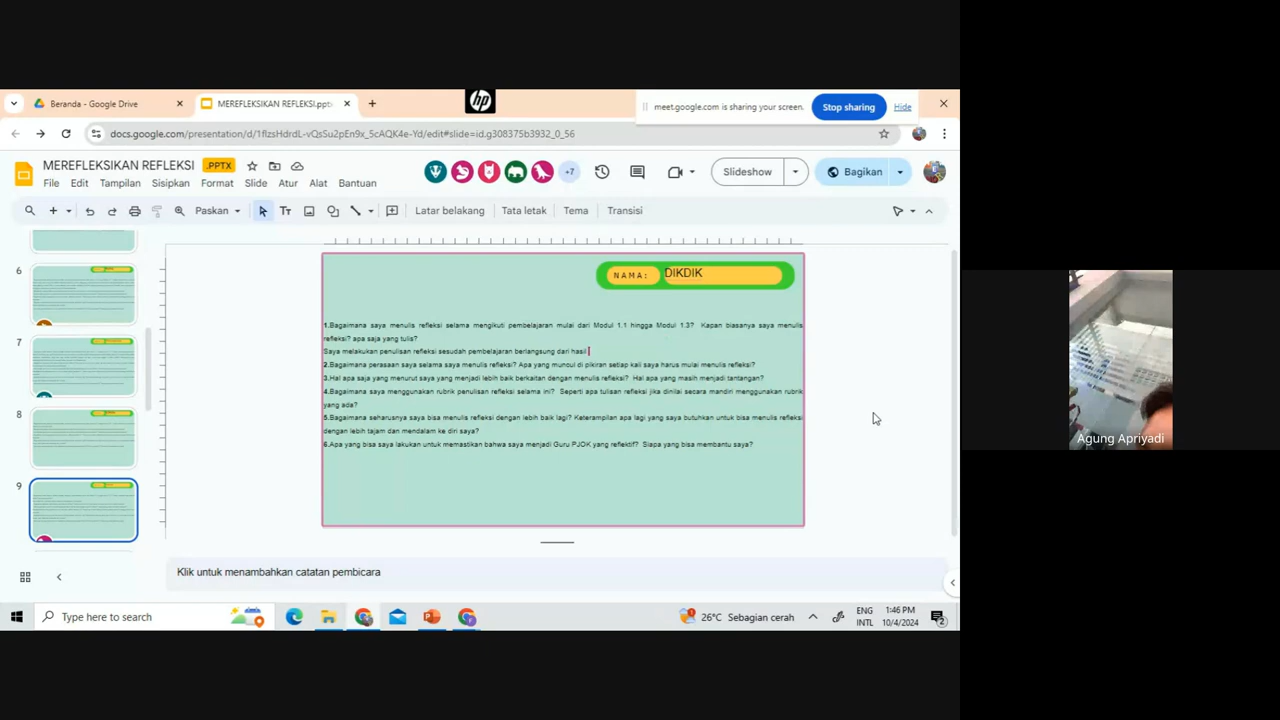 Beranda - Google Drive
MEREFLEKSIKAN REFLEKSI.ppt
hp
meet.google.com is sharing your screen.
Stop sharing
Hide
docs.google.com/presentation/d/1flzsHdrdL-vQsSu2pEn9x_5cAQK4e-Yd/edit#slide=id.g308375b3932_0_56
MEREFLEKSIKAN REFLEKSI
.PPTX
+7
Slideshow
Bagikan
File Edit Tampilan Sisipkan Format Slide Atur Alat Bantuan
Paskan
Tr
Latar belakang
Tata letak
Tema
Transisi
6
7
8
9
NAMA:
DIKDIK
1.Bagaimana saya menulis refleksi selama mengikuti pembelajaran mulai dari Modul 1.1 hingga Modul 1.3? Kapan biasanya saya menulis
refleksi? apa saja yang tulis?
Saya melakukan penulisan refleksi sesudah pembelajaran berlangsung dari hasil
2.Bagaimana perasaan saya selama saya menulis refleksi? Apa yang muncul di pikiran setiap kali saya harus mulai menulis refleksi?
3.Hal apa saja yang menurut saya yang menjadi lebih baik berkaitan dengan menulis refleksi? Hal apa yang masih menjadi tantangan?
4.Bagaimana saya menggunakan rubrik penulisan refleksi selama ini? Seperti apa tulisan refleksi jika dinilai secara mandiri menggunakan rubrik
yang ada?
5.Bagaimana seharusnya saya bisa menulis refleksi dengan lebih baik lagi? Keterampilan apa lagi yang saya butuhkan untuk bisa menulis refleksi
dengan lebih tajam dan mendalam ke diri saya?
6.Apa yang bisa saya lakukan untuk memastikan bahwa saya menjadi Guru PJOK yang reflektif? Siapa yang bisa membantu saya?
Klik untuk menambahkan catatan pembicara
Agung Apriyadi
Type here to search
26°C Sebagian cerah
ENG
INTL
1:46 PM
10/4/2024
2